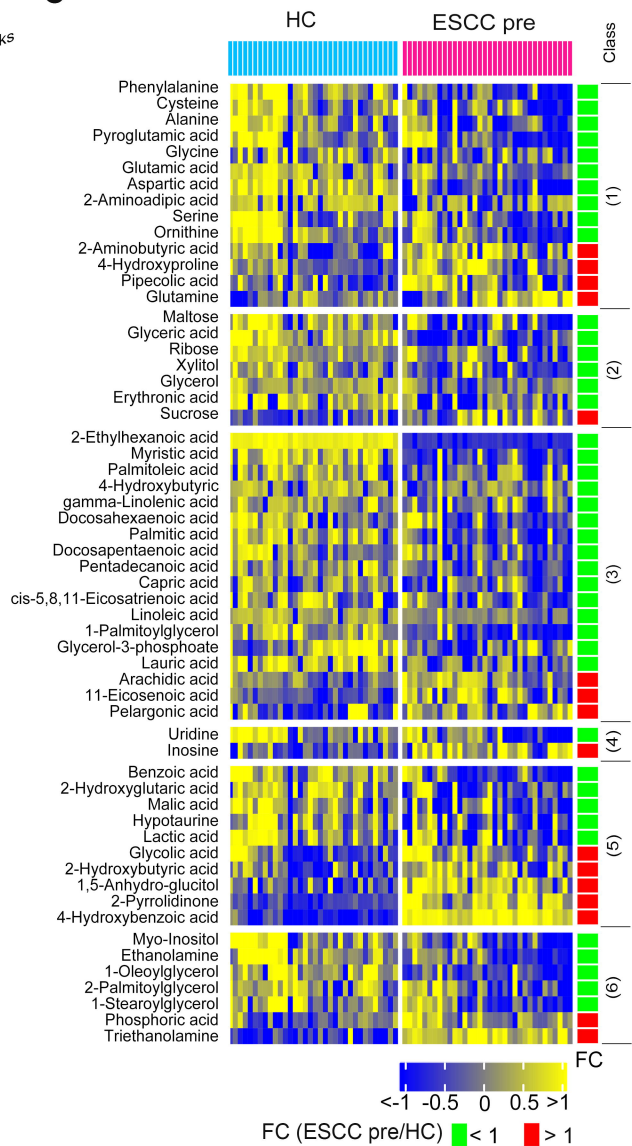 ks
HC
ESCC pre
Class
Phenylalanine
Cysteine
Alanine
Pyroglutamic acid
Glycine
Glutamic acid
Aspartic acid
2-Aminoadipic acid
Serine
Ornithine
2-Aminobutyric acid
4-Hydroxyproline
Pipecolic acid
Glutamine
(1)
Maltose
Glyceric acid
Ribose
Xylitol
Glycerol
Erythronic acid
Sucrose
(2)
2-Ethylhexanoic acid
Myristic acid
Palmitoleic acid
4-Hydroxybutyric
gamma-Linolenic acid
Docosahexaenoic acid
Palmitic acid
Docosapentaenoic acid
Pentadecanoic acid
Capric acid
cis-5,8,11-Eicosatrienoic acid
Linoleic acid
1-Palmitoylglycerol
Glycerol-3-phosphoate
Lauric acid
Arachidic acid
11-Eicosenoic acid
Pelargonic acid
(3)
Uridine
Inosine
(4)
Benzoic acid
2-Hydroxyglutaric acid
Malic acid
Hypotaurine
Lactic acid
Glycolic acid
2-Hydroxybutyric acid
1,5-Anhydro-glucitol
2-Pyrrolidinone
4-Hydroxybenzoic acid
(5)
Myo-Inositol
Ethanolamine
1-Oleoylglycerol
2-Palmitoylglycerol
1-Stearoylglycerol
Phosphoric acid
Triethanolamine
(6)
FC
<-1 -0.5 0 0.5 >1
FC (ESCC pre/HC) < 1 > 1